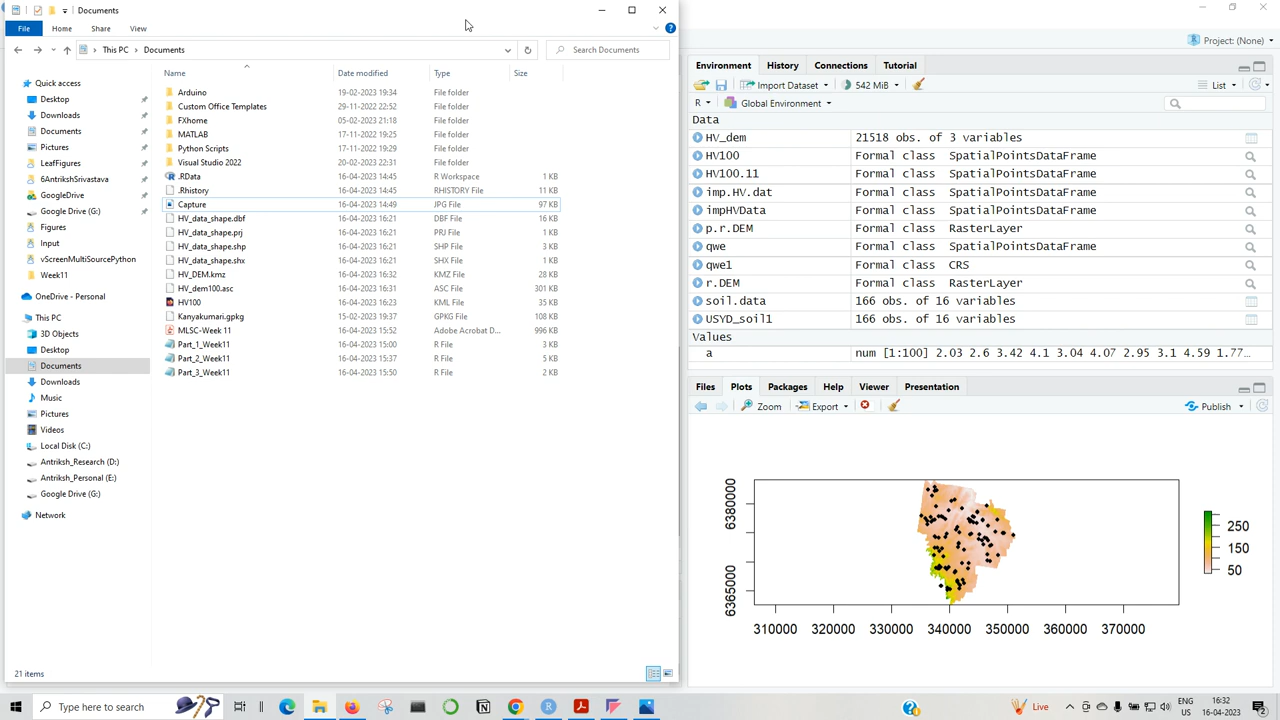 Documents
File Home Share View
This PC Documents Search Documents
Name Date modified Type Size
Quick access
Desktop
Downloads
Documents
Pictures
LeafFigures
6AntrikshSrivastava
GoogleDrive
Google Drive (G:)
Figures
Input
vScreenMultiSourcePython
Week11
OneDrive - Personal
This PC
3D Objects
Desktop
Documents
Downloads
Music
Pictures
Videos
Local Disk (C:)
Antriksh_Research (D:)
Antriksh_Personal (E:)
Google Drive (G:)
Network
Arduino 19-02-2023 19:34 File folder
Custom Office Templates 29-11-2022 22:52 File folder
FXhome 05-02-2023 21:18 File folder
MATLAB 17-11-2022 19:25 File folder
Python Scripts 17-11-2022 19:29 File folder
Visual Studio 2022 20-02-2023 22:31 File folder
.RData 16-04-2023 14:45 R Workspace 1 KB
.Rhistory 16-04-2023 14:45 RHISTORY File 11 KB
Capture 16-04-2023 14:49 JPG File 97 KB
HV_data_shape.dbf 16-04-2023 16:21 DBF File 16 KB
HV_data_shape.prj 16-04-2023 16:21 PRJ File 1 KB
HV_data_shape.shp 16-04-2023 16:21 SHP File 3 KB
HV_data_shape.shx 16-04-2023 16:21 SHX File 1 KB
HV_DEM.kmz 16-04-2023 16:32 KMZ File 28 KB
HV_dem100.asc 16-04-2023 16:31 ASC File 301 KB
HV100 16-04-2023 16:23 KML File 35 KB
Kanyakumari.gpkg 15-02-2023 19:37 GPKG File 108 KB
MLSC-Week 11 16-04-2023 15:52 Adobe Acrobat D... 996 KB
Part_1_Week11 16-04-2023 15:00 R File 3 KB
Part_2_Week11 16-04-2023 15:37 R File 5 KB
Part_3_Week11 16-04-2023 15:50 R File 2 KB
21 items
Project: (None)
Environment History Connections Tutorial
Import Dataset 542 MiB List
R Global Environment
Data
HV_dem 21518 obs. of 3 variables
HV100 Formal class SpatialPointsDataFrame
HV100.11 Formal class SpatialPointsDataFrame
imp.HV.dat Formal class SpatialPointsDataFrame
impHVData Formal class SpatialPointsDataFrame
p.r.DEM Formal class RasterLayer
qwe Formal class SpatialPointsDataFrame
qwe1 Formal class CRS
r.DEM Formal class RasterLayer
soil.data 166 obs. of 16 variables
USYD_soil1 166 obs. of 16 variables
Values
a num [1:100] 2.03 2.6 3.42 4.1 3.04 4.07 2.95 3.1 4.59 1.77...
Files Plots Packages Help Viewer Presentation
Zoom Export Publish
6380000
6365000
310000 320000 330000 340000 350000 360000 370000
250
150
50
Type here to search
Live
ENG
US
16:32
16-04-2023
2